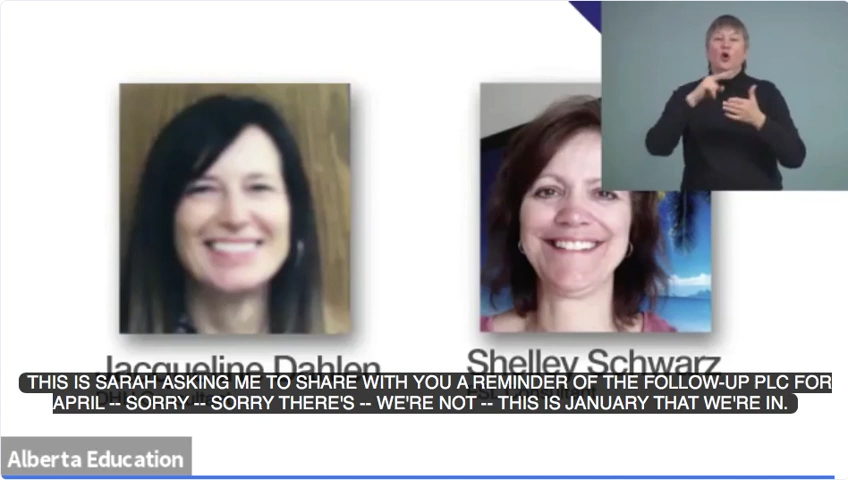 Jacqueline Dahlen
Shelley Schwarz
THIS IS SARAH ASKING ME TO SHARE WITH YOU A REMINDER OF THE FOLLOW-UP PLC FOR
APRIL -- SORRY -- SORRY THERE'S -- WE'RE NOT -- THIS IS JANUARY THAT WE'RE IN.
Alberta Education